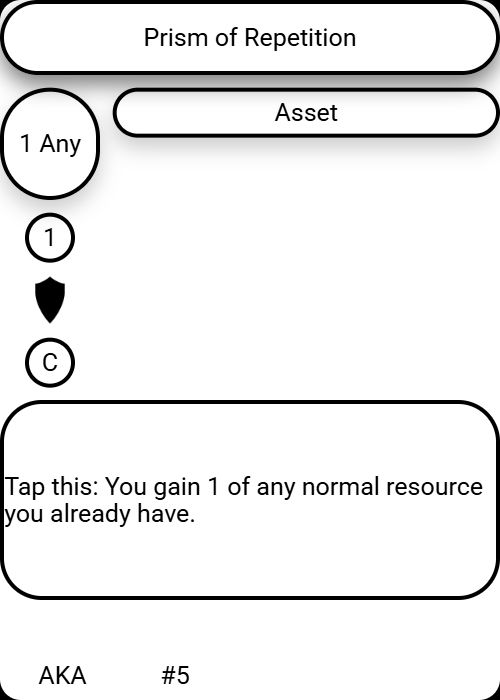 Prism of Repetition
1 Any
Asset
1
C
Tap this: You gain 1 of any normal resource
you already have.
AKA #5